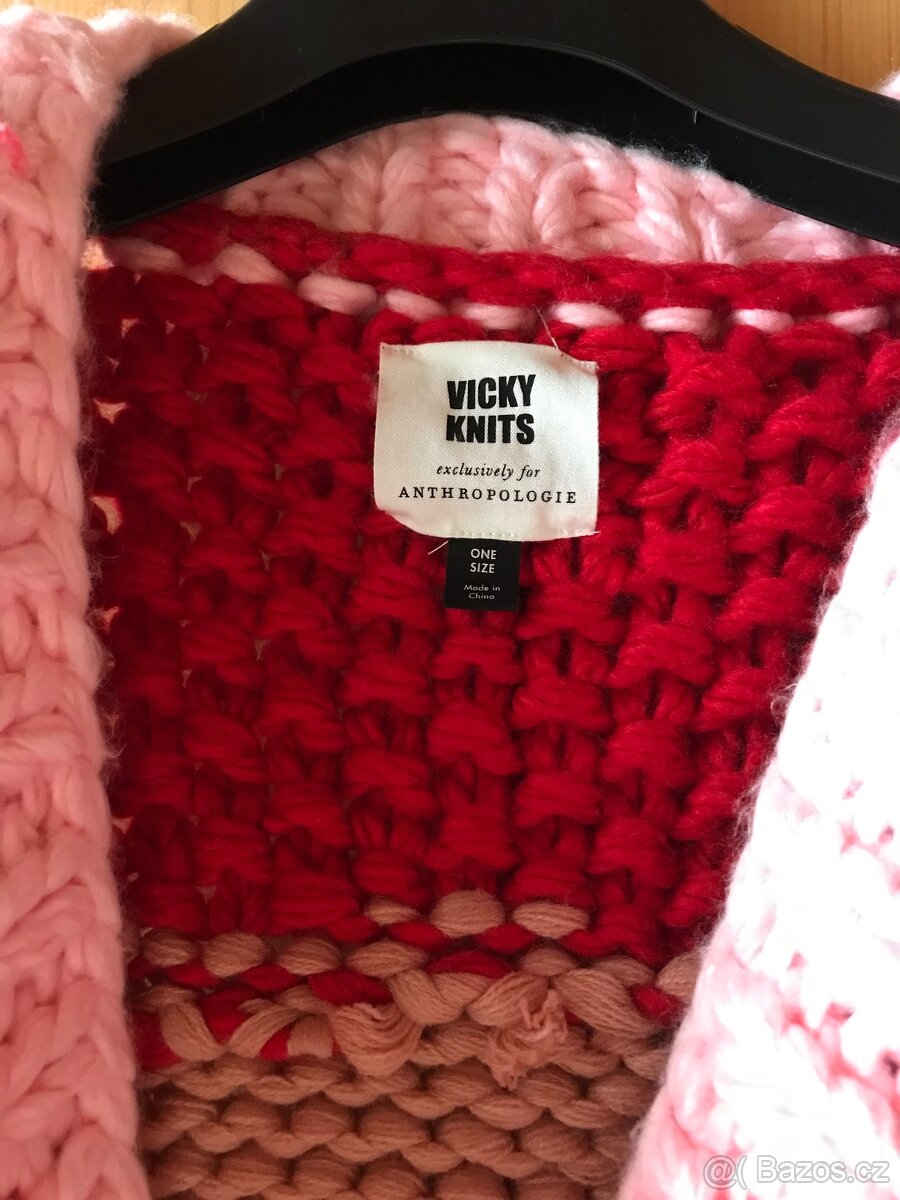 VICKY
KNITS
exclusively for
ANTHROPOLOGIE
ONE
SIZE
Made in
China
@( Bazos.cz